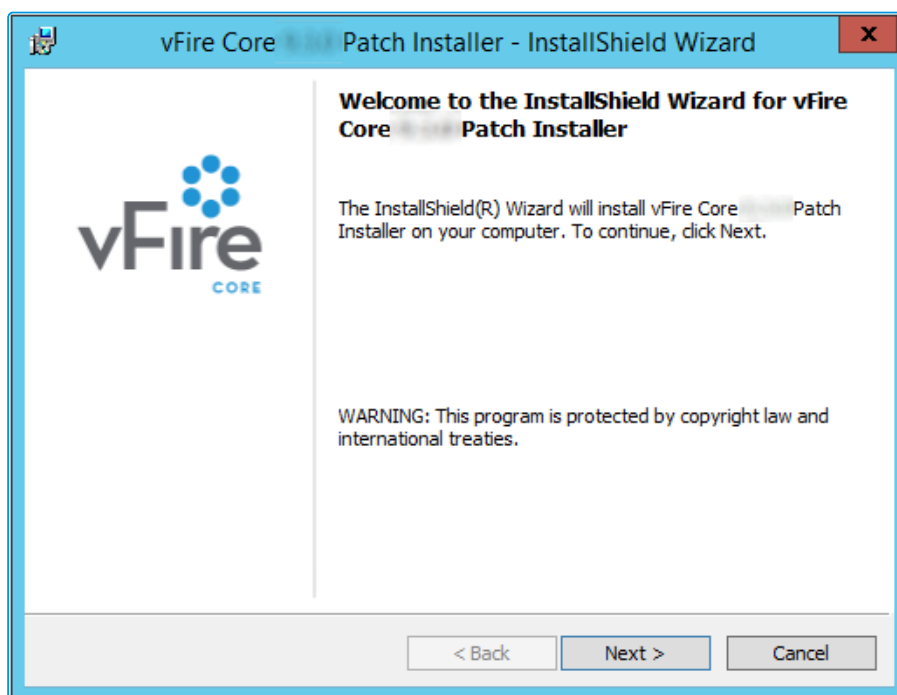 vFire Core Patch Installer - InstallShield Wizard
x
Welcome to the InstallShield Wizard for vFire
Core Patch Installer
The InstallShield(R) Wizard will install vFire Core Patch
Installer on your computer. To continue, click Next.
vFire
CORE
WARNING: This program is protected by copyright law and
international treaties.
< Back
Next >
Cancel